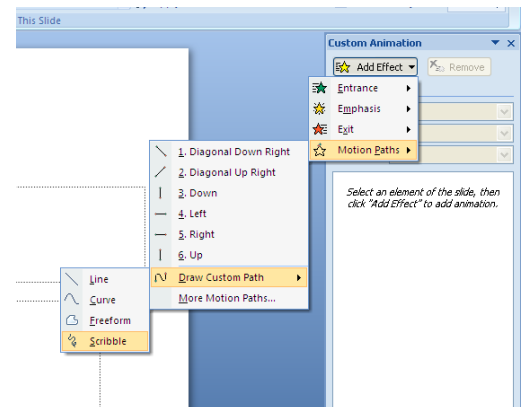 This Slide
Custom Animation
Add Effect
Remove
Entrance
Emphasis
Exit
Motion Paths
1. Diagonal Down Right
2. Diagonal Up Right
3. Down
4. Left
5. Right
6. Up
Draw Custom Path
More Motion Paths...
Line
Curve
Freeform
Scribble
Select an element of the slide, then
click "Add Effect" to add animation.